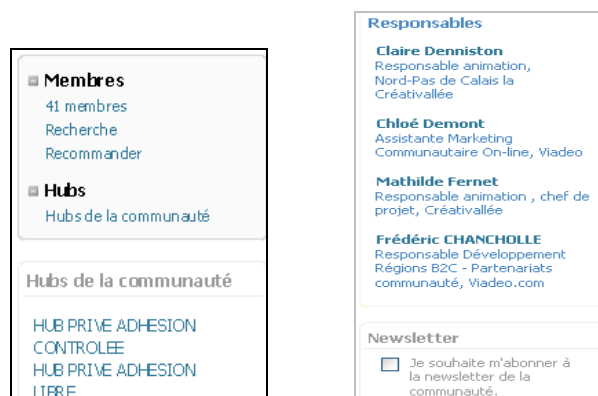 Membres
41 membres
Recherche
Recommander
Hubs
Hubs de la communauté
Hubs de la communauté
HUB PRIVE ADHESION
CONTROLEE
HUB PRIVE ADHESION
LIBRE
Responsables
Claire Denniston
Responsable animation,
Nord-Pas de Calais la
Créativallée
Chloé Demont
Assistante Marketing
Communautaire On-line, Viadeo
Mathilde Fernet
Responsable animation , chef de
projet, Créativallée
Frédéric CHANCHOLLE
Responsable Développement
Régions B2C - Partenariats
communauté, Viadeo.com
Newsletter
Je souhaite m'abonner à
la newsletter de la
communauté.